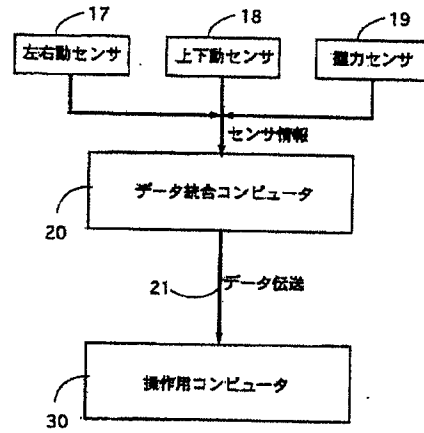 17
18
19
左右動センサ
上下動センサ
握力センサ
センサ情報
データ統合コンピュータ
20
21
データ伝送
操作用コンピュータ
30